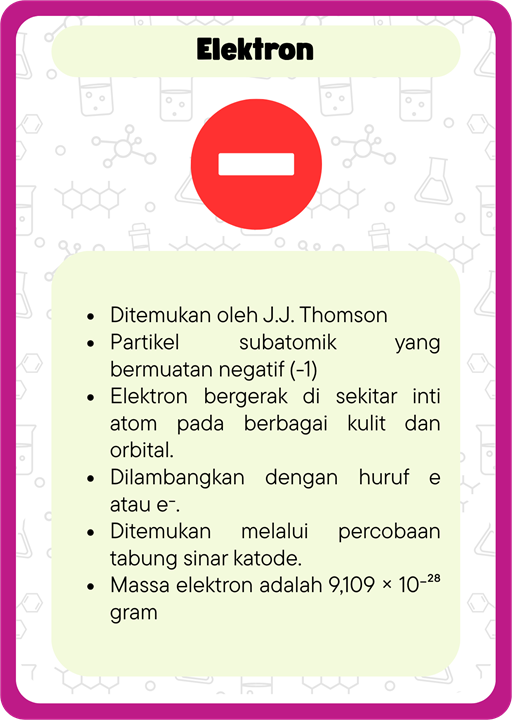 Elektron
• Ditemukan oleh J.J. Thomson
• Partikel subatomik yang
bermuatan negatif (-1)
• Elektron bergerak di sekitar inti
atom pada berbagai kulit dan
orbital.
• Dilambangkan dengan huruf e
atau e⁻.
• Ditemukan melalui percobaan
tabung sinar katode.
• Massa elektron adalah 9,109 × 10⁻²⁸
gram